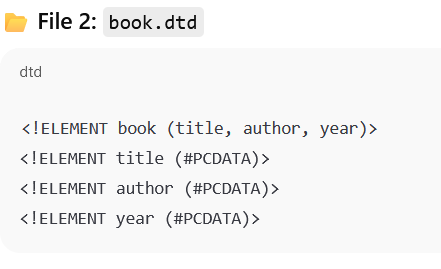 File 2: book.dtd
dtd
<!ELEMENT book (title, author, year)>
<!ELEMENT title (#PCDATA)>
<!ELEMENT author (#PCDATA)>
<!ELEMENT year (#PCDATA)>